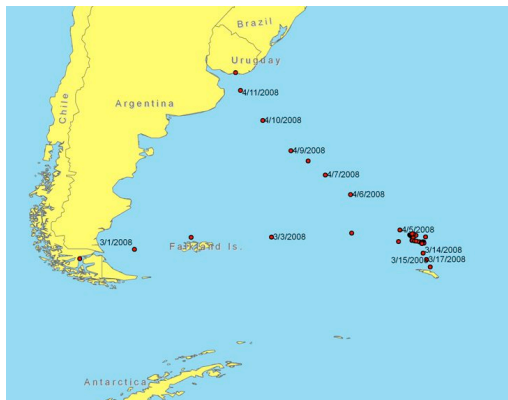 Brazil
Uruguay
4/11/2008
Chile
Argentina
4/10/2008
4/9/2008
4/7/2008
4/6/2008
4/5/2008
3/1/2008
3/3/2008
Falkland Is.
3/14/2008
3/15/2008
3/17/2008
Antarctica